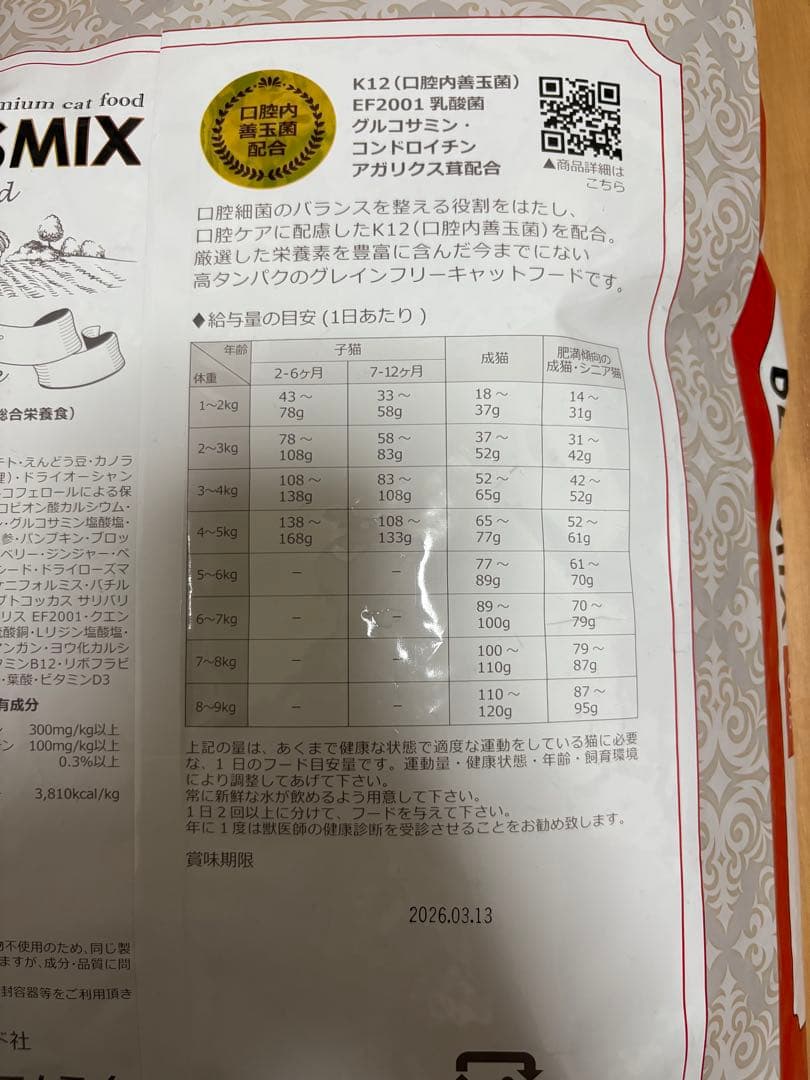 mium cat food
SMIX
d
口腔内
善玉菌
配合
K12（口腔内善玉菌）
EF2001 乳酸菌
グルコサミン・
コンドロイチン
アガリクス茸配合
▲商品詳細は
こちら
口腔細菌のバランスを整える役割をはたし、
口腔ケアに配慮したK12（口腔内善玉菌）を配合。
厳選した栄養素を豊富に含んだ今までにない
高タンパクのグレインフリーキャットフードです。
◆給与量の目安（1日あたり）
年齢 子猫 成猫 肥満傾向の
体重 2-6ヶ月 7-12ヶ月 成猫・シニア猫
1～2kg 43～78g 33～58g 18～37g 14～31g
2～3kg 78～108g 58～83g 37～52g 31～42g
3～4kg 108～138g 83～108g 52～65g 42～52g
4～5kg 138～168g 108～133g 65～77g 52～61g
5～6kg － － 77～89g 61～70g
6～7kg － － 89～100g 70～79g
7～8kg － － 100～110g 79～87g
8～9kg － － 110～120g 87～95g
上記の量は、あくまで健康な状態で適度な運動をしている猫に必要
な、1日のフード目安量です。運動量・健康状態・年齢・飼育環境
により調整してあげて下さい。
常に新鮮な水が飲めるよう用意して下さい。
1日2回以上に分けて、フードを与えて下さい。
年に1度は獣医師の健康診断を受診させることをお勧め致します。
賞味期限
2026.03.13
総合栄養食）
ト・えんどう豆・カノラ
）・ドライオーシャン
コフェロールによる保
コビオン酸カルシウム・
・グルコサミン塩酸塩・
参・パンプキン・ブロッ
ベリー・ジンジャー・ペ
シード・ドライローズマ
ケニフォルミス・バチル
プトコッカス サリバリ
リス EF2001・クエン
硫酸銅・Lリジン塩酸塩・
アンガン・ヨウ化カルシ
タミンB12・リボフラビ
・葉酸・ビタミンD3
有成分
300mg/kg以上
ン 100mg/kg以上
0.3%以上
3,810kcal/kg
物不使用のため、同じ製
ますが、成分・品質に問
封容器等をご利用頂き
ド社